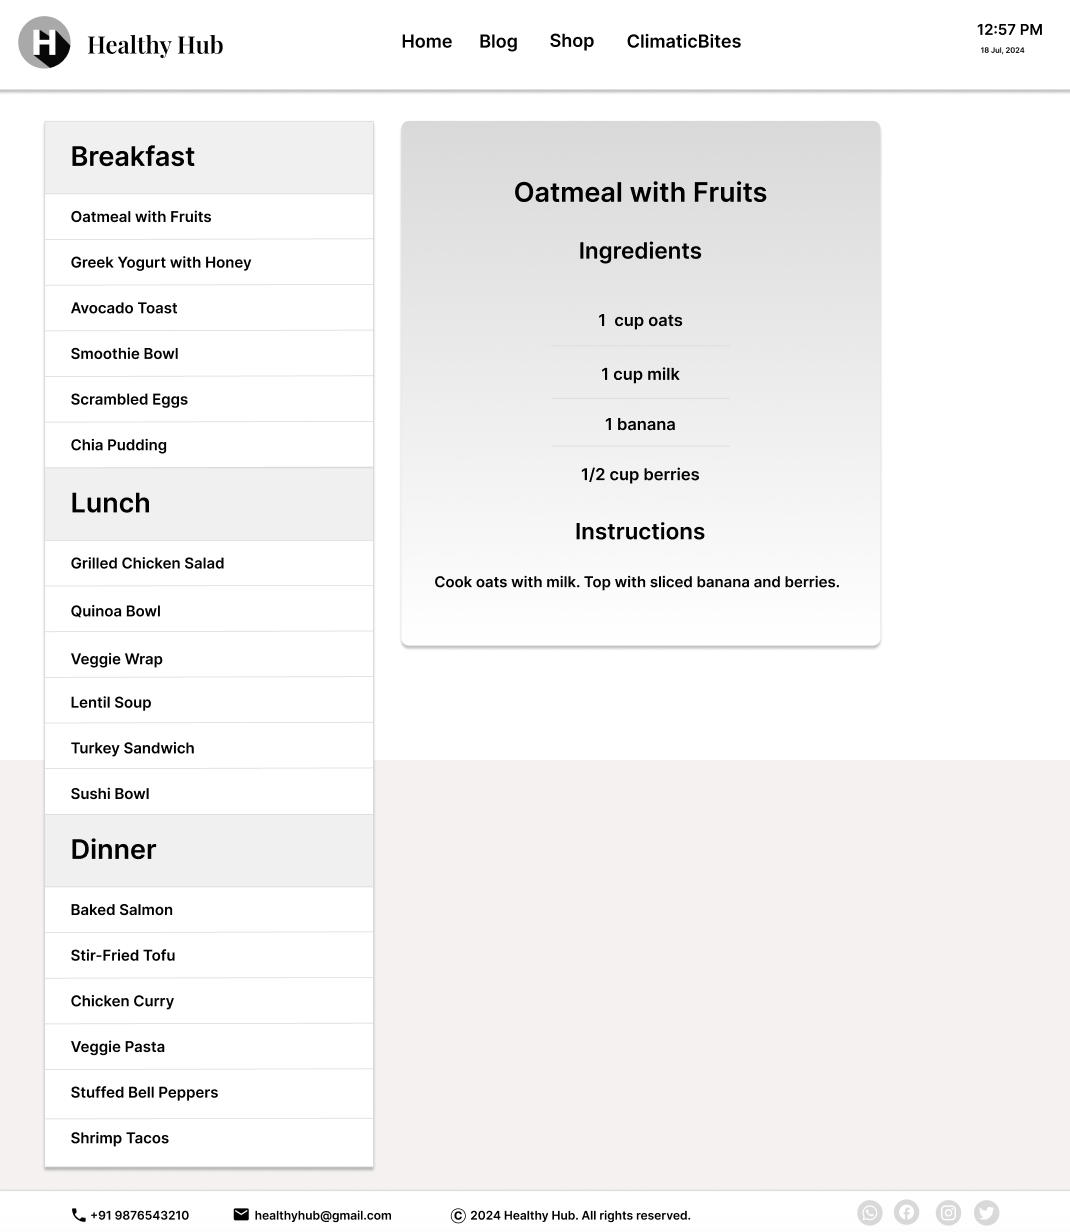 H
Healthy Hub
Home Blog Shop ClimaticBites
12:57 PM
18 Jul, 2024
Breakfast
Oatmeal with Fruits
Greek Yogurt with Honey
Avocado Toast
Smoothie Bowl
Scrambled Eggs
Chia Pudding
Lunch
Grilled Chicken Salad
Quinoa Bowl
Veggie Wrap
Lentil Soup
Turkey Sandwich
Sushi Bowl
Dinner
Baked Salmon
Stir-Fried Tofu
Chicken Curry
Veggie Pasta
Stuffed Bell Peppers
Shrimp Tacos
Oatmeal with Fruits
Ingredients
1 cup oats
1 cup milk
1 banana
1/2 cup berries
Instructions
Cook oats with milk. Top with sliced banana and berries.
+91 9876543210
healthyhub@gmail.com
© 2024 Healthy Hub. All rights reserved.